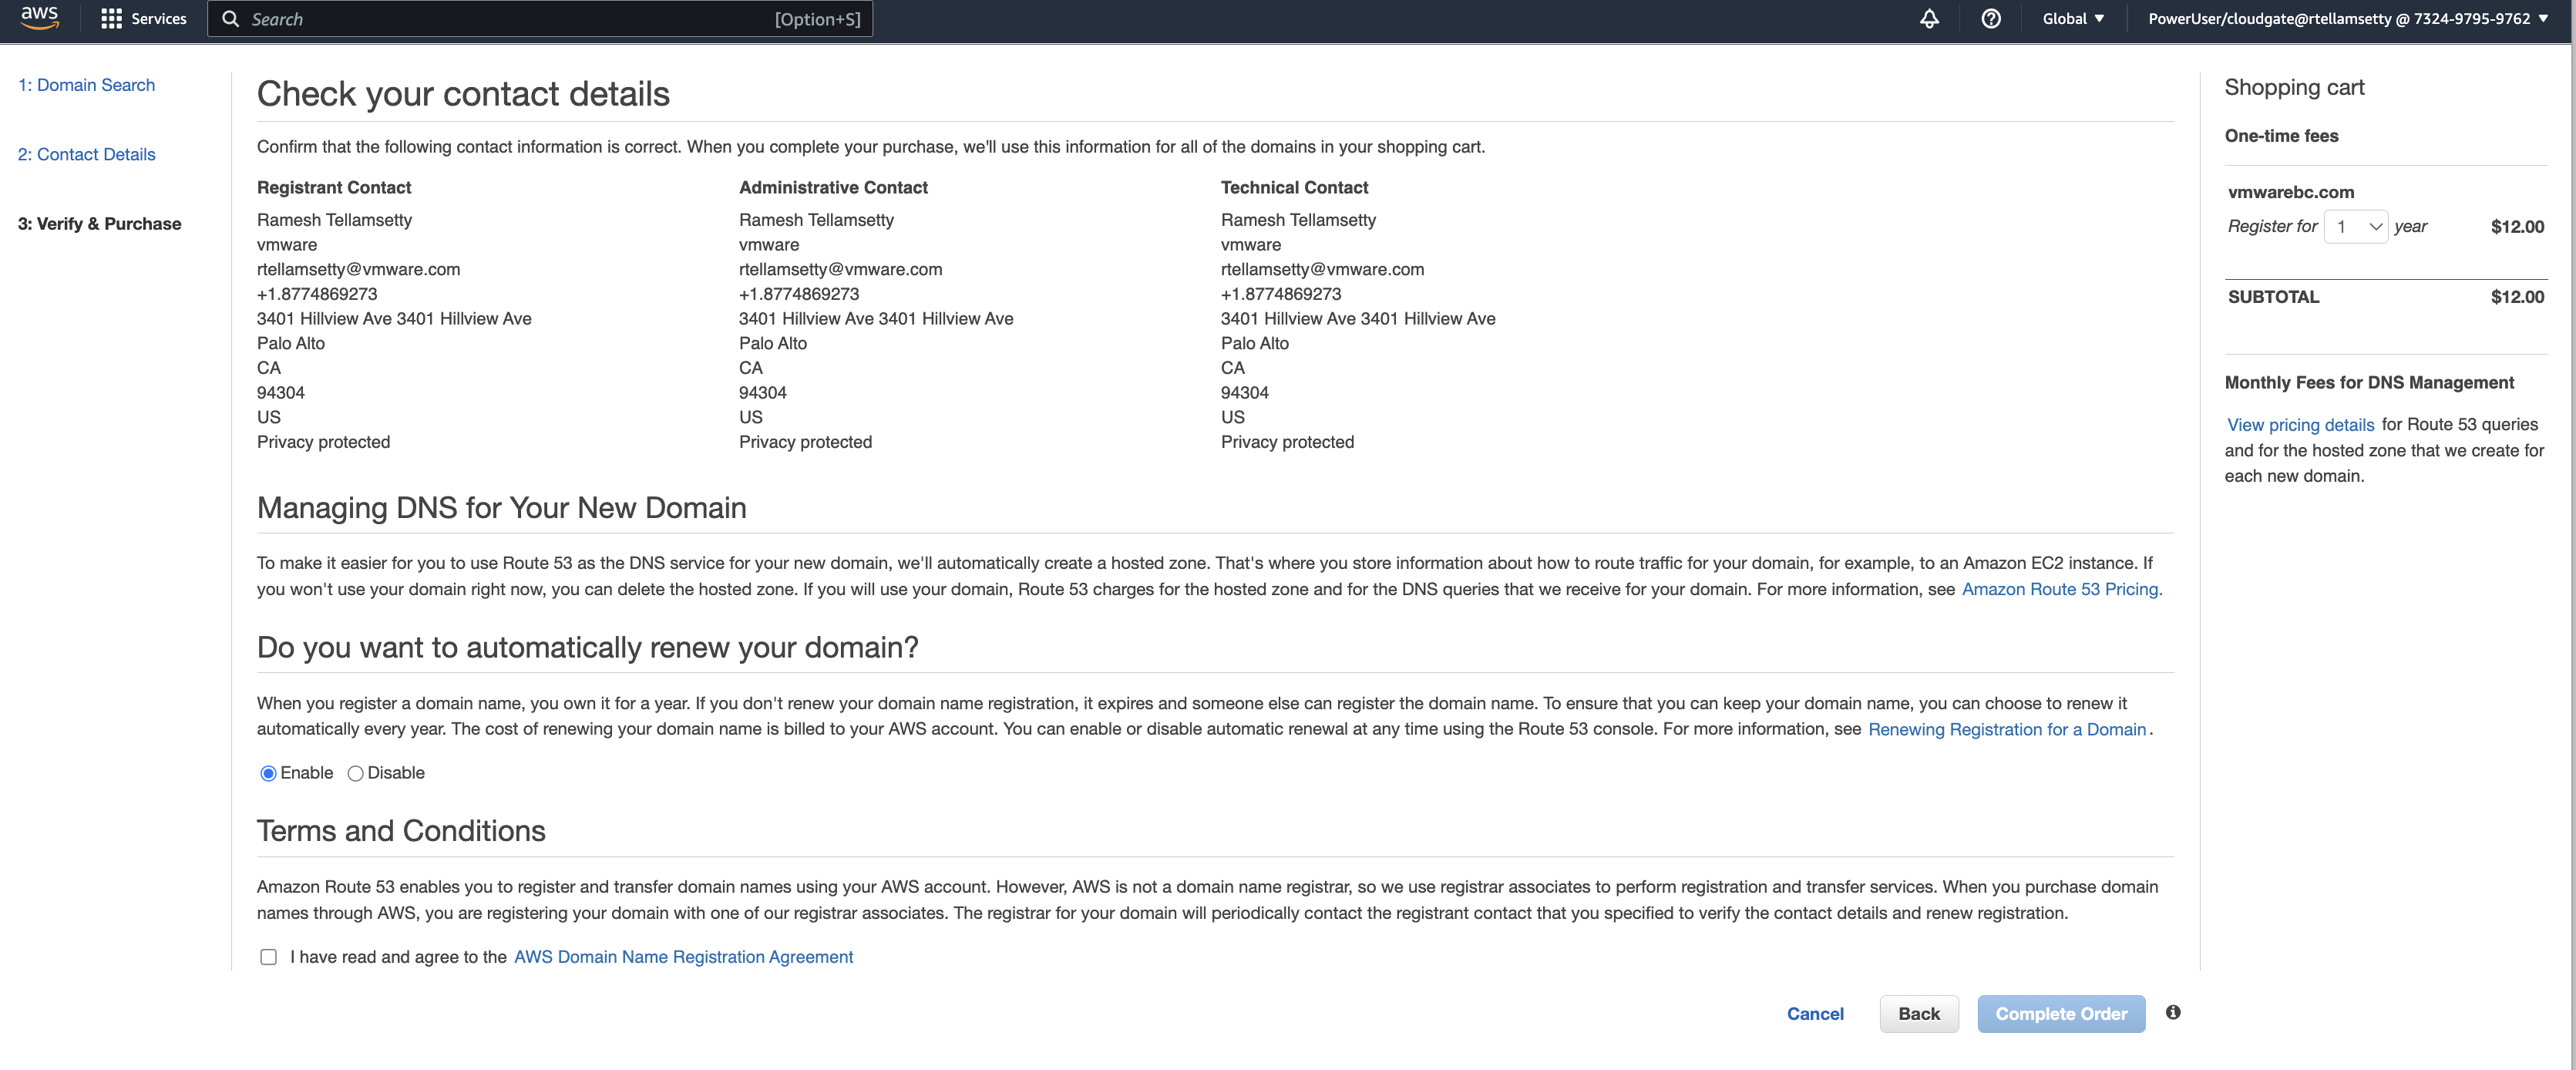 aws Services Search [Option+S] Global ▼ PowerUser/cloudgate@rtellamsetty @ 7324-9795-9762 ▼
1: Domain Search
2: Contact Details
3: Verify & Purchase
Check your contact details
Confirm that the following contact information is correct. When you complete your purchase, we'll use this information for all of the domains in your shopping cart.
Registrant Contact
Ramesh Tellamsetty
vmware
rtellamsetty@vmware.com
+1.8774869273
3401 Hillview Ave 3401 Hillview Ave
Palo Alto
CA
94304
US
Privacy protected
Administrative Contact
Ramesh Tellamsetty
vmware
rtellamsetty@vmware.com
+1.8774869273
3401 Hillview Ave 3401 Hillview Ave
Palo Alto
CA
94304
US
Privacy protected
Technical Contact
Ramesh Tellamsetty
vmware
rtellamsetty@vmware.com
+1.8774869273
3401 Hillview Ave 3401 Hillview Ave
Palo Alto
CA
94304
US
Privacy protected
Managing DNS for Your New Domain
To make it easier for you to use Route 53 as the DNS service for your new domain, we'll automatically create a hosted zone. That's where you store information about how to route traffic for your domain, for example, to an Amazon EC2 instance. If
you won't use your domain right now, you can delete the hosted zone. If you will use your domain, Route 53 charges for the hosted zone and for the DNS queries that we receive for your domain. For more information, see Amazon Route 53 Pricing.
Do you want to automatically renew your domain?
When you register a domain name, you own it for a year. If you don't renew your domain name registration, it expires and someone else can register the domain name. To ensure that you can keep your domain name, you can choose to renew it
automatically every year. The cost of renewing your domain name is billed to your AWS account. You can enable or disable automatic renewal at any time using the Route 53 console. For more information, see Renewing Registration for a Domain.
Enable Disable
Terms and Conditions
Amazon Route 53 enables you to register and transfer domain names using your AWS account. However, AWS is not a domain name registrar, so we use registrar associates to perform registration and transfer services. When you purchase domain
names through AWS, you are registering your domain with one of our registrar associates. The registrar for your domain will periodically contact the registrant contact that you specified to verify the contact details and renew registration.
I have read and agree to the AWS Domain Name Registration Agreement
Cancel Back Complete Order
Shopping cart
One-time fees
vmwarebc.com
Register for 1 year $12.00
SUBTOTAL $12.00
Monthly Fees for DNS Management
View pricing details for Route 53 queries
and for the hosted zone that we create for
each new domain.